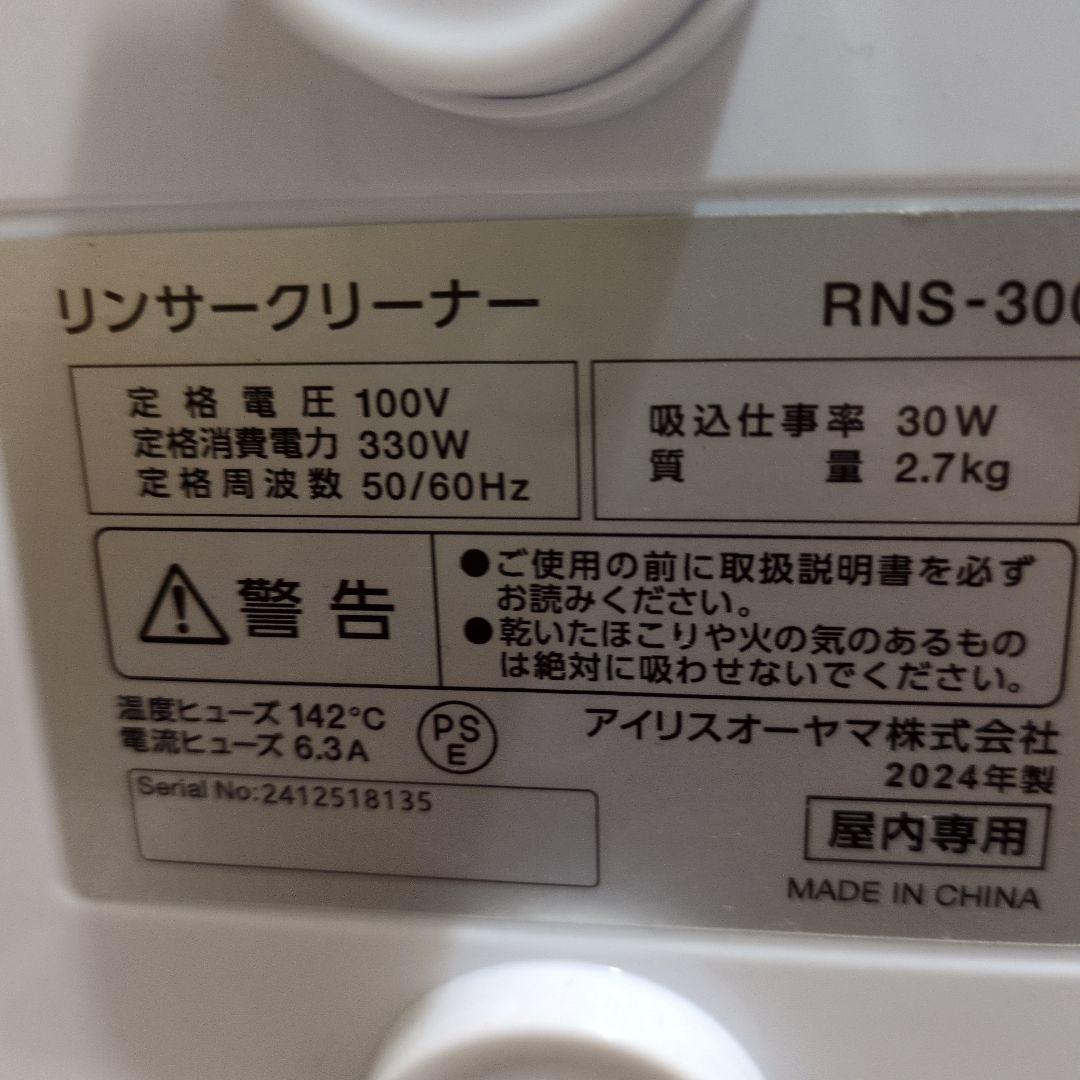 リンサークリーナー RNS-300
定格電圧 100V
定格消費電力 330W
定格周波数 50/60Hz
吸込仕事率 30W
質量 2.7kg
警告
●ご使用の前に取扱説明書を必ず
お読みください。
●乾いたほこりや火の気のあるもの
は絶対に吸わせないでください。
温度ヒューズ 142°C
電流ヒューズ 6.3A
PS
E
アイリスオーヤマ株式会社
2024年製
Serial No:2412518135
屋内専用
MADE IN CHINA